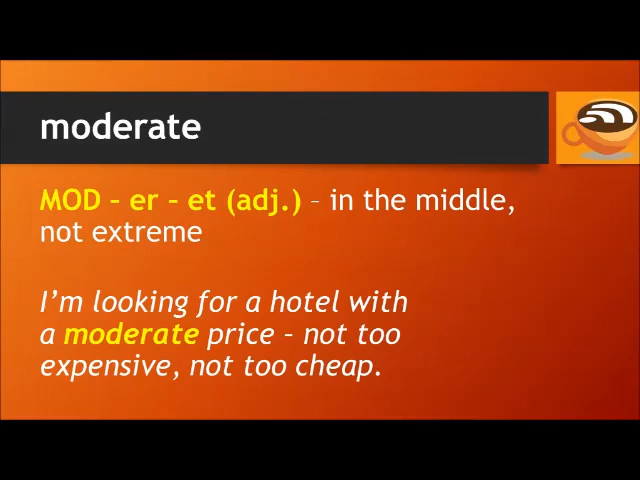 moderate
MOD – er – et (adj.) – in the middle,
not extreme
I’m looking for a hotel with
a moderate price – not too
expensive, not too cheap.